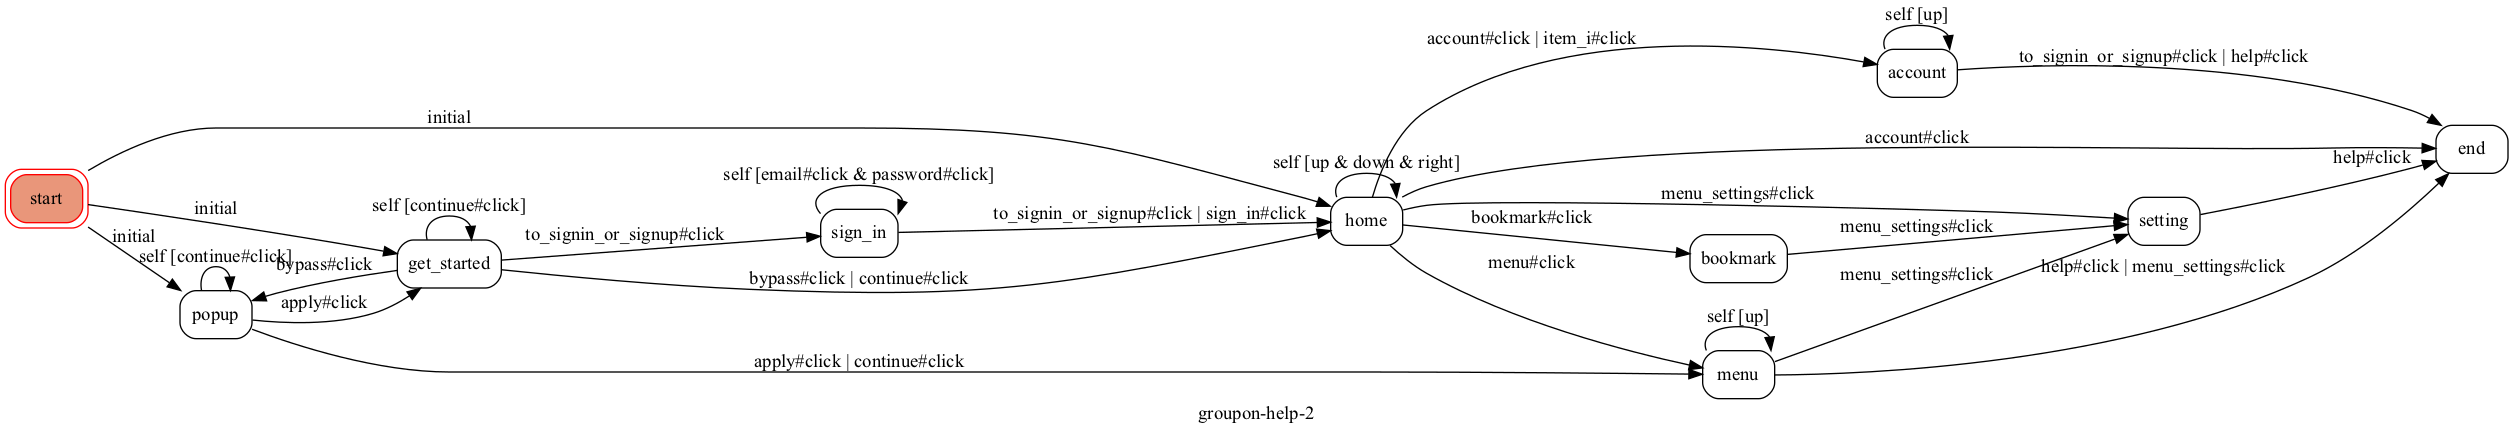 self [up]
account#click | item_i#click
to_signin_or_signup#click | help#click
account
initial
account#click
end
help#click
self [up & down & right]
self [email#click & password#click]
start
initial
self [continue#click]
to_signin_or_signup#click | sign_in#click
menu_settings#click
home
bookmark#click
setting
initial
to_signin_or_signup#click
sign_in
menu_settings#click
self [continue#click]
bypass#click
get_started
bookmark
menu#click
help#click | menu_settings#click
menu_settings#click
bypass#click | continue#click
apply#click
popup
self [up]
apply#click | continue#click
menu
groupon-help-2